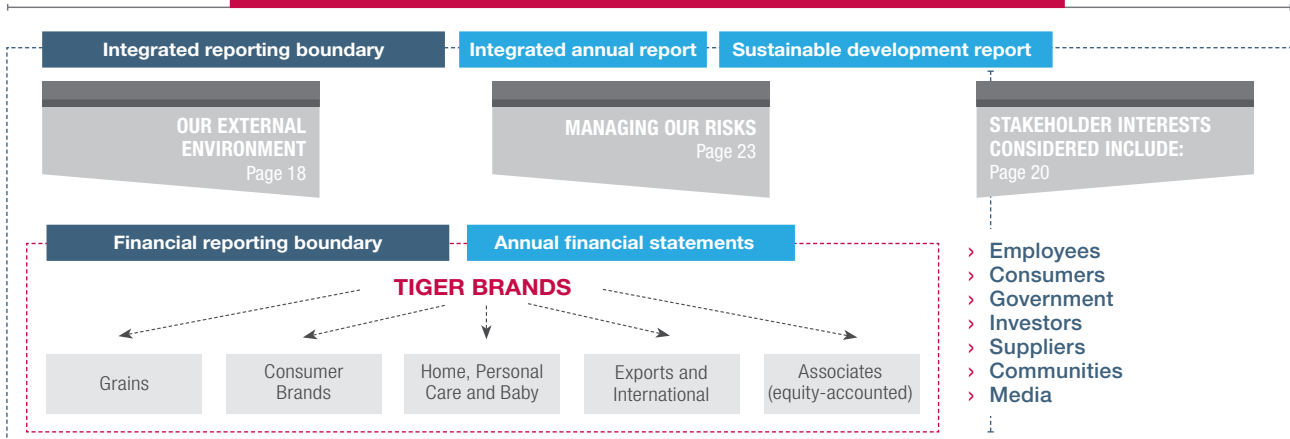 Integrated reporting boundary
Integrated annual report
Sustainable development report
OUR EXTERNAL
ENVIRONMENT
Page 18
MANAGING OUR RISKS
Page 23
STAKEHOLDER INTERESTS
CONSIDERED INCLUDE:
Page 20
Financial reporting boundary
Annual financial statements
TIGER BRANDS
Grains
Consumer
Brands
Home, Personal
Care and Baby
Exports and
International
Associates
(equity-accounted)
› Employees
› Consumers
› Government
› Investors
› Suppliers
› Communities
› Media